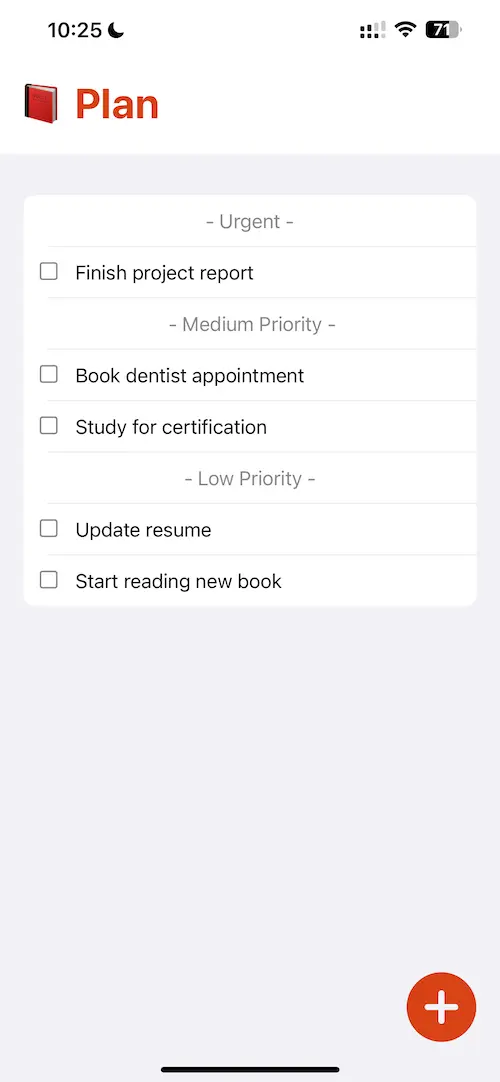 10:25
71
Plan
- Urgent -
Finish project report
- Medium Priority -
Book dentist appointment
Study for certification
- Low Priority -
Update resume
Start reading new book